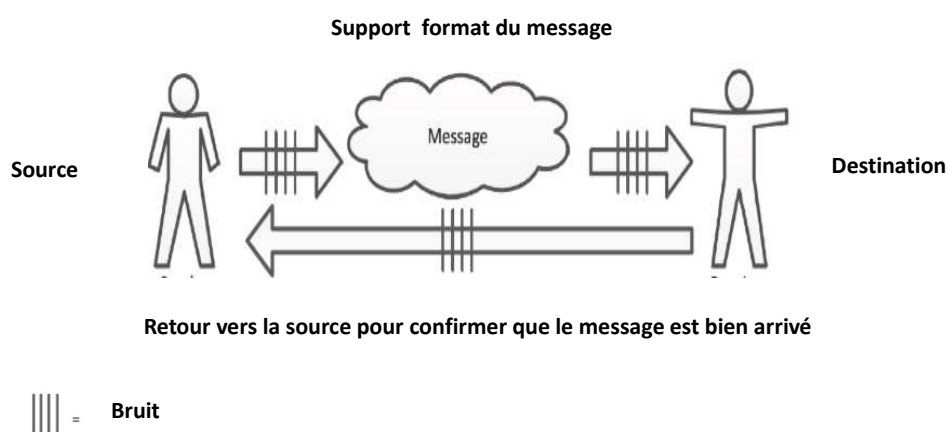 Support format du message
Message
Source
Destination
Retour vers la source pour confirmer que le message est bien arrivé
= Bruit